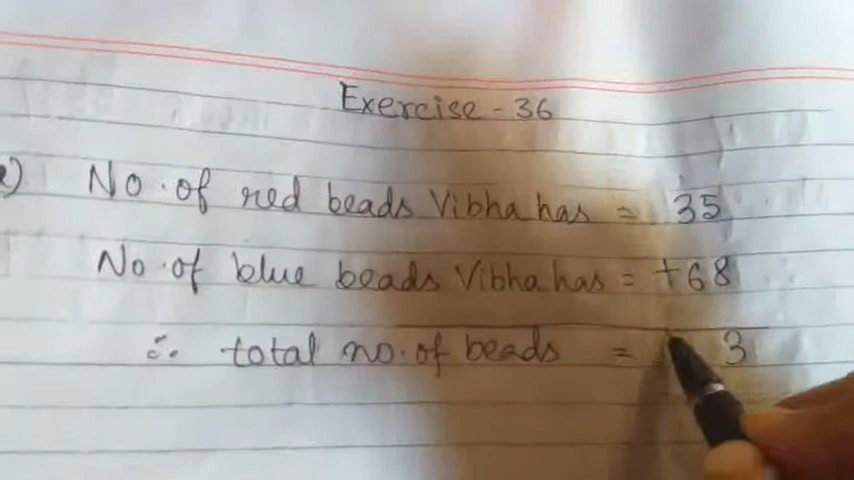 Exercise - 36
No. of red beads Vibha has = 35
No. of blue beads Vibha has = +68
∴ total no. of beads = 3